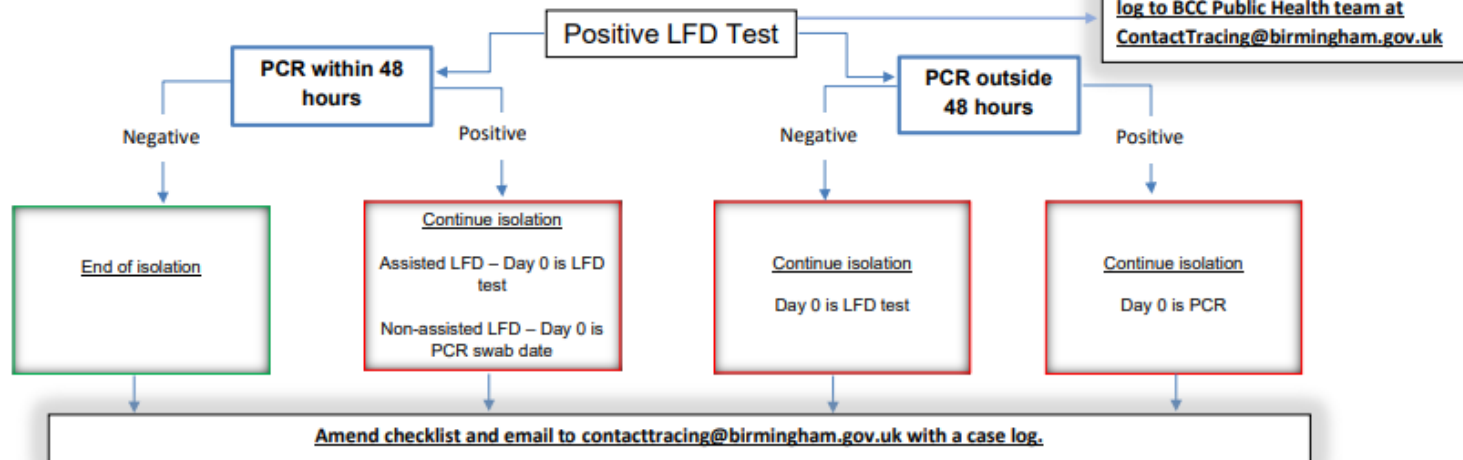 log to BCC Public Health team at
ContactTracing@birmingham.gov.uk
Positive LFD Test
PCR within 48
hours
PCR outside
48 hours
Negative
Positive
Negative
Positive
End of isolation
Continue isolation
Assisted LFD – Day 0 is LFD
test
Non-assisted LFD – Day 0 is
PCR swab date
Continue isolation
Day 0 is LFD test
Continue isolation
Day 0 is PCR
Amend checklist and email to contacttracing@birmingham.gov.uk with a case log.